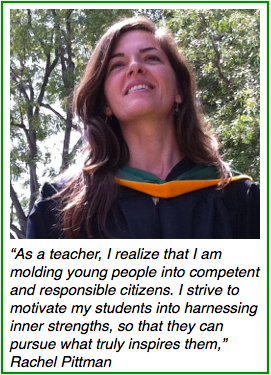 “As a teacher, I realize that I am
molding young people into competent
and responsible citizens. I strive to
motivate my students into harnessing
inner strengths, so that they can
pursue what truly inspires them,”
Rachel Pittman